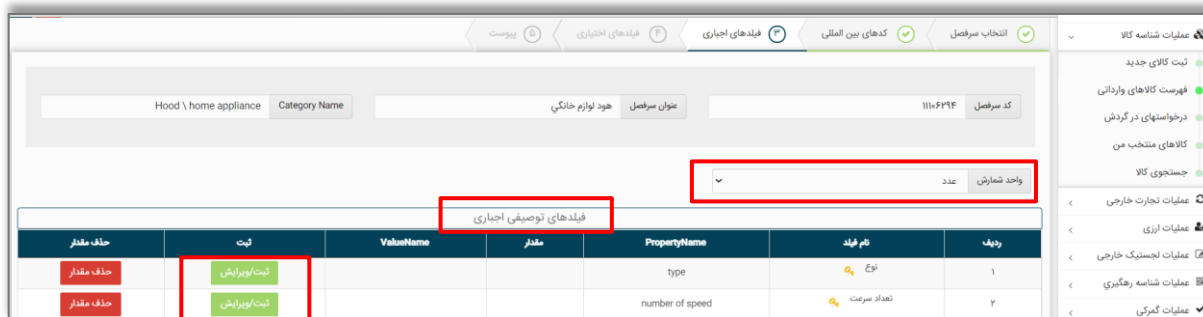 انتخاب سرفصل
کدهای بین المللی
۳ فیلدهای اجباری
۴ فیلدهای اختیاری
۵ پیوست
کد سرفصل ۱۱۱۰۶۲۹۴
عنوان سرفصل هود لوازم خانگي
Category Name Hood \ home appliance
واحد شمارش عدد
فیلدهای توصیفی اجباری
ردیف نام فیلد PropertyName مقدار ValueName ثبت حذف مقدار
۱ نوع type ثبت/ویرایش حذف مقدار
۲ تعداد سرعت number of speed ثبت/ویرایش حذف مقدار
عملیات شناسه کالا
ثبت کالای جدید
فهرست کالاهای وارداتی
درخواستهای در گردش
کالاهای منتخب من
جستجوی کالا
عملیات تجارت خارجی
عملیات ارزی
عملیات لجستیک خارجی
عملیات شناسه رهگیري
عملیات گمرکی